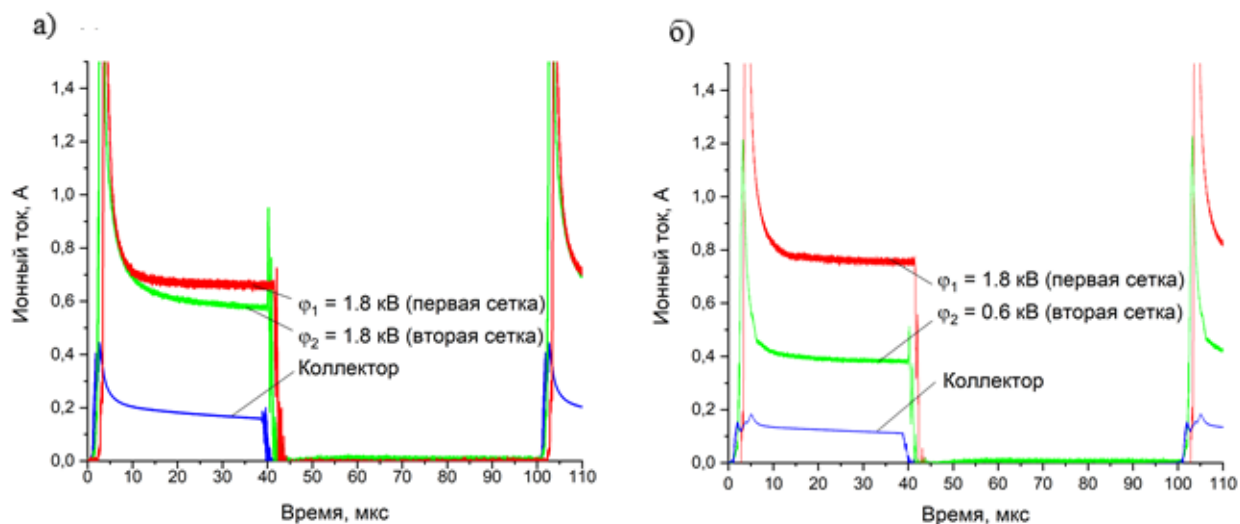 а)
Ионный ток, А
1,4
1,2
1,0
0,8
0,6
0,4
0,2
0,0
φ₁ = 1.8 кВ (первая сетка)
φ₂ = 1.8 кВ (вторая сетка)
Коллектор
0 10 20 30 40 50 60 70 80 90 100 110
Время, мкс
б)
Ионный ток, А
1,4
1,2
1,0
0,8
0,6
0,4
0,2
0,0
φ₁ = 1.8 кВ (первая сетка)
φ₂ = 0.6 кВ (вторая сетка)
Коллектор
0 10 20 30 40 50 60 70 80 90 100 110
Время, мкс